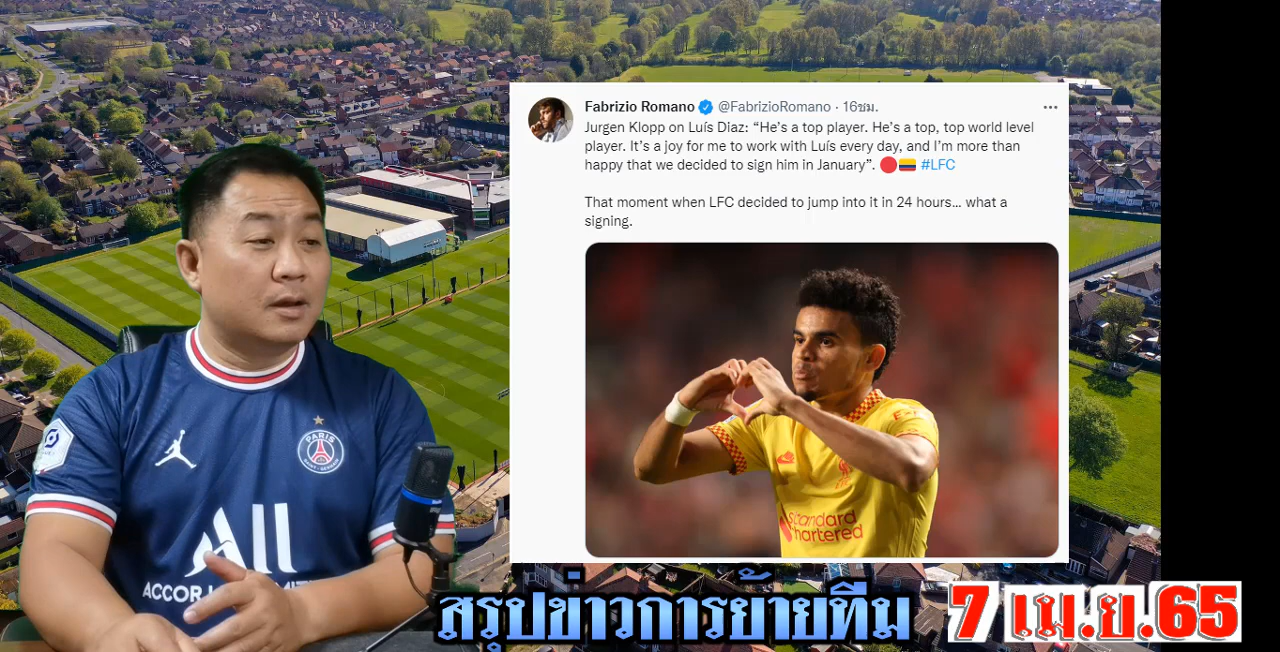 Fabrizio Romano @FabrizioRomano · 16ชม.
Jurgen Klopp on Luís Diaz: “He’s a top player. He’s a top, top world level
player. It’s a joy for me to work with Luís every day, and I’m more than
happy that we decided to sign him in January”. #LFC
That moment when LFC decided to jump into it in 24 hours... what a
signing.
PARIS
SAINT-GERMAIN
ALL
ACCOR
standard
chartered
สรุปข่าวการย้ายทีม 7 เม.ย.65